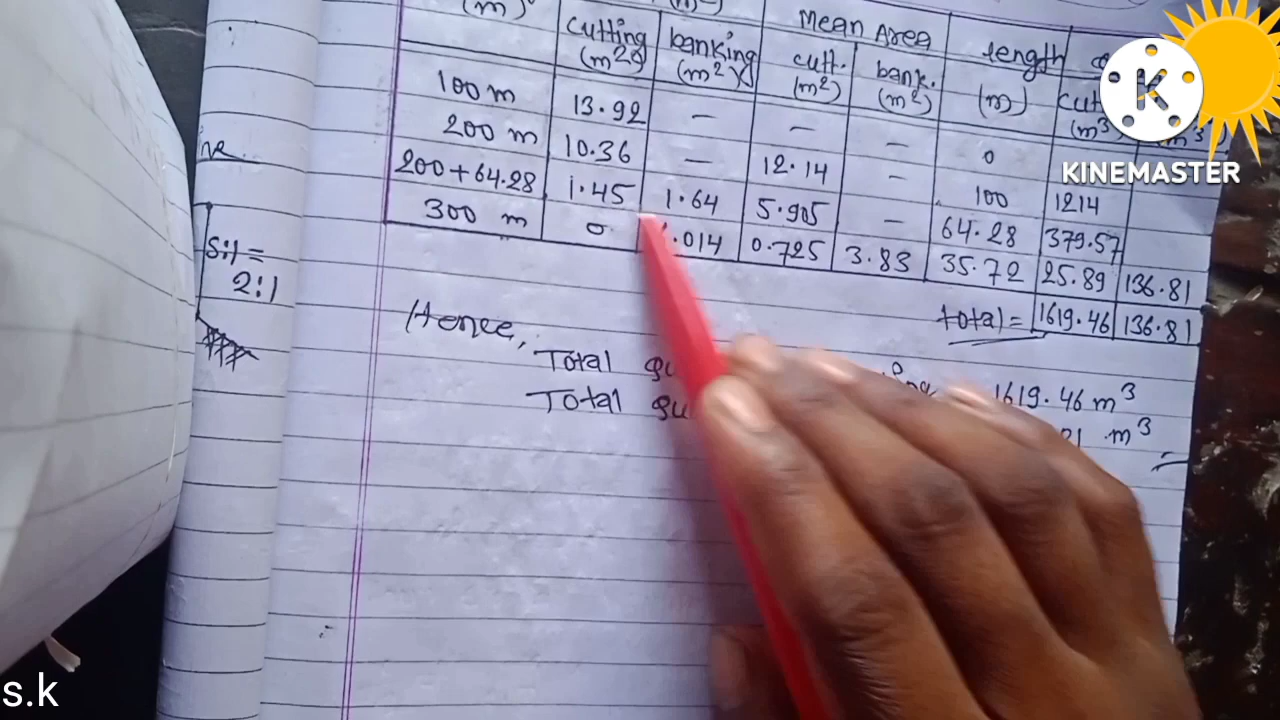 (m)
cutting
(m²)
banking
(m²)
Mean Area
cutt.
(m²)
bank.
(m²)
length
(m)
(m³)
100 m 13.92 — — — 0
200 m 10.36 — 12.14 — 100 1214
200+64.28 1.45 1.64 5.905 — 64.28 379.57
300 m 0 .014 0.725 3.83 35.72 25.89 136.81
total = 1619.46 136.81
Hence,
Total 1619.46 m³
Total m³
S:1 =
2:1
K
KINEMASTER
s.k